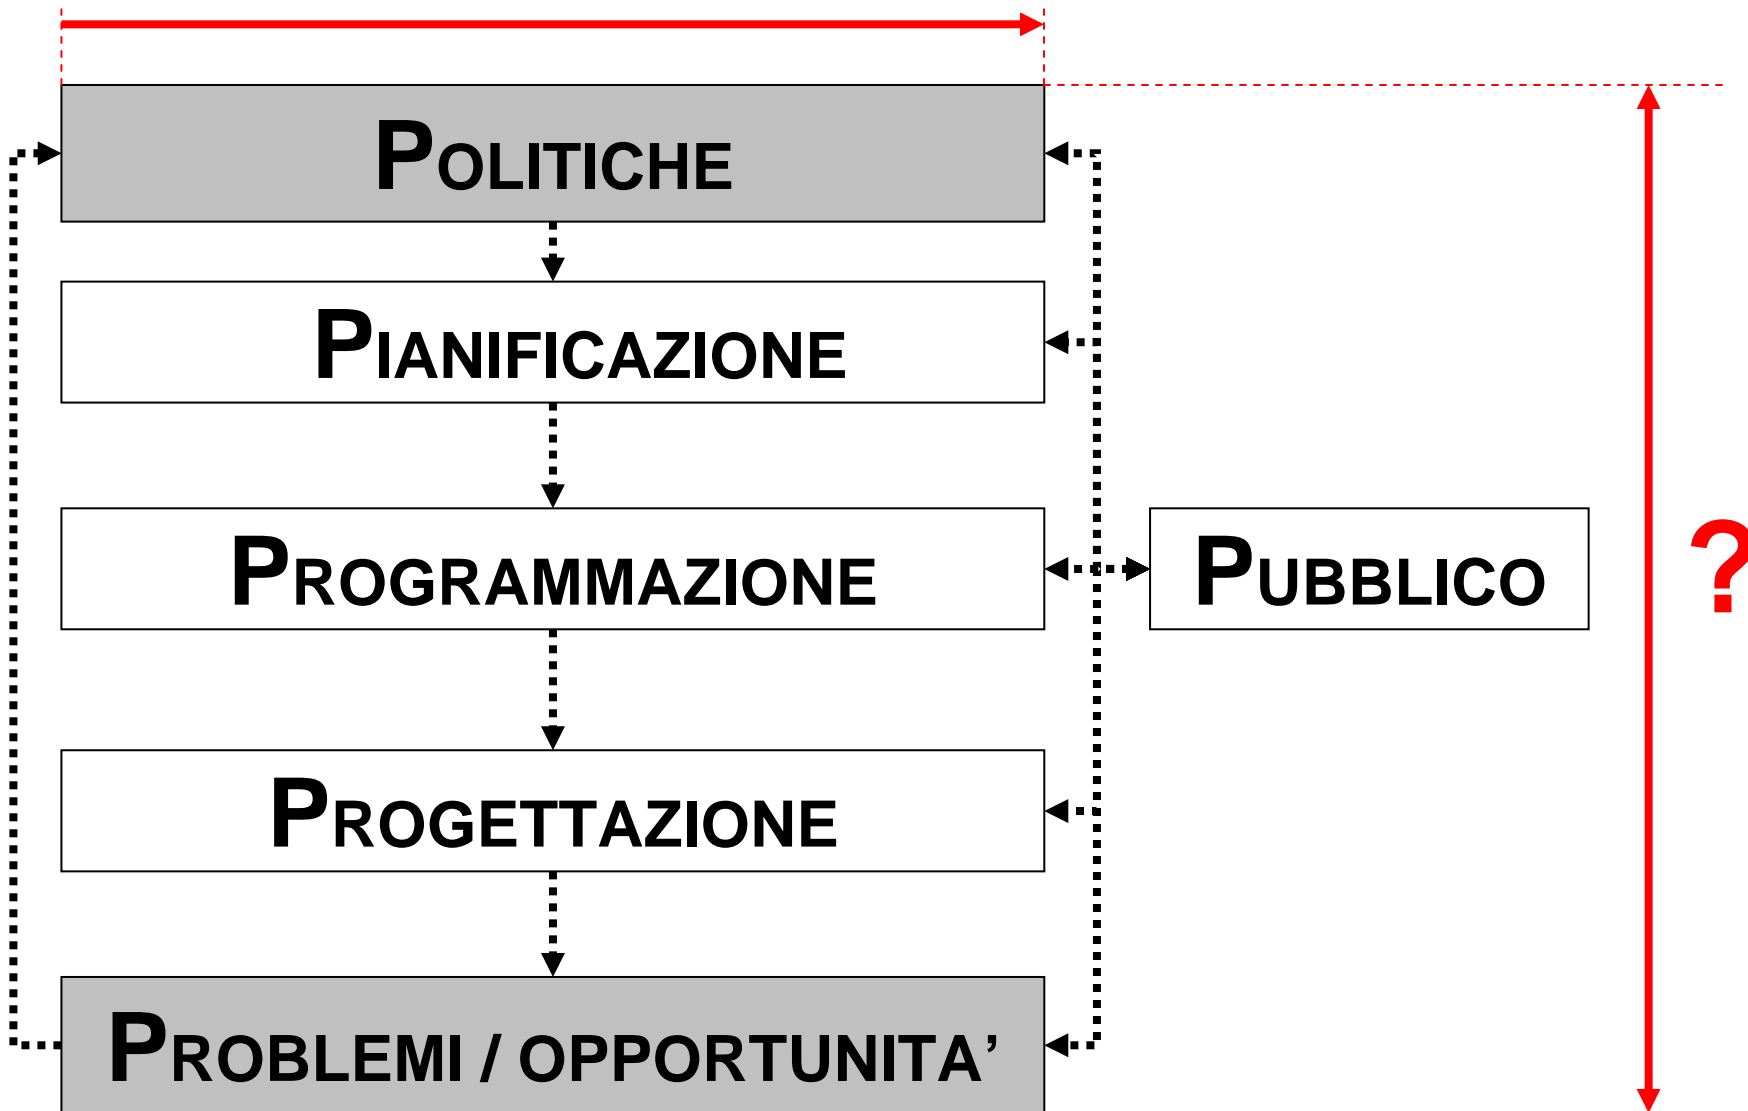 POLITICHE
PIANIFICAZIONE
PROGRAMMAZIONE
PUBBLICO
?
PROGETTAZIONE
PROBLEMI / OPPORTUNITA’